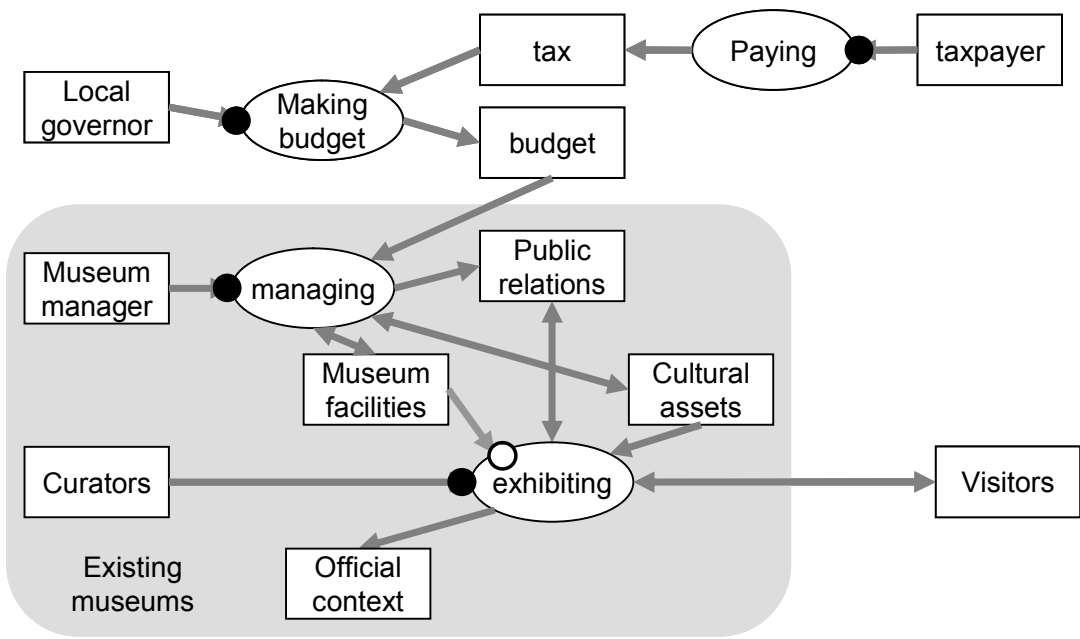 tax
Paying
taxpayer
Local
governor
Making
budget
budget
Museum
manager
managing
Public
relations
Museum
facilities
Cultural
assets
Curators
exhibiting
Visitors
Existing
museums
Official
context